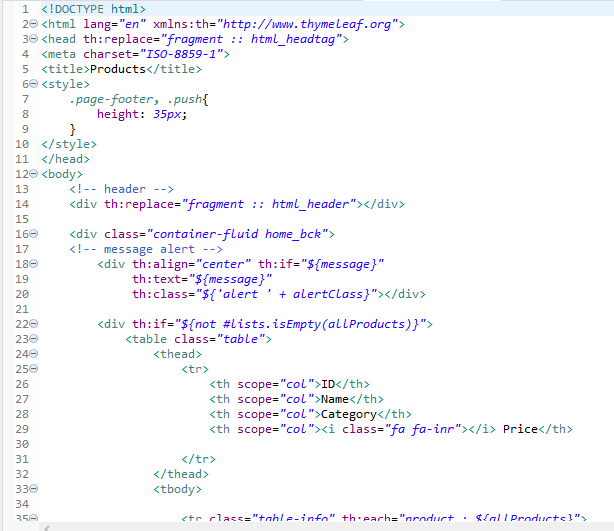 1 <!DOCTYPE html>
2 <html lang="en" xmlns:th="http://www.thymeleaf.org">
3 <head th:replace="fragment :: html_headtag">
4 <meta charset="ISO-8859-1">
5 <title>Products</title>
6 <style>
7     .page-footer, .push{
8         height: 35px;
9     }
10 </style>
11 </head>
12 <body>
13     <!-- header -->
14     <div th:replace="fragment :: html_header"></div>
15
16     <div class="container-fluid home_bck">
17     <!-- message alert -->
18         <div th:align="center" th:if="${message}"
19              th:text="${message}"
20              th:class="${'alert ' + alertClass}"></div>
21
22         <div th:if="${not #lists.isEmpty(allProducts)}">
23             <table class="table">
24                 <thead>
25                     <tr>
26                         <th scope="col">ID</th>
27                         <th scope="col">Name</th>
28                         <th scope="col">Category</th>
29                         <th scope="col"><i class="fa fa-inr"></i> Price</th>
30
31                     </tr>
32                 </thead>
33                 <tbody>
34
35                     <tr class="table-info" th:each="product : ${allProducts}">